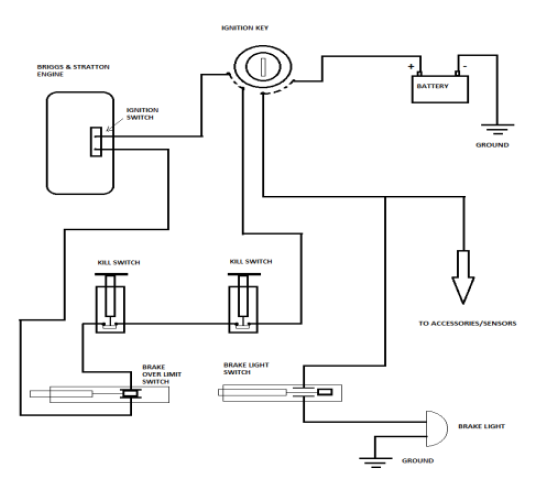 IGNITION KEY
BRIGGS & STRATTON
ENGINE
+
-
BATTERY
IGNITION
SWITCH
GROUND
KILL SWITCH
KILL SWITCH
TO ACCESSORIES/SENSORS
BRAKE
OVER LIMIT
SWITCH
BRAKE LIGHT
SWITCH
BRAKE LIGHT
GROUND